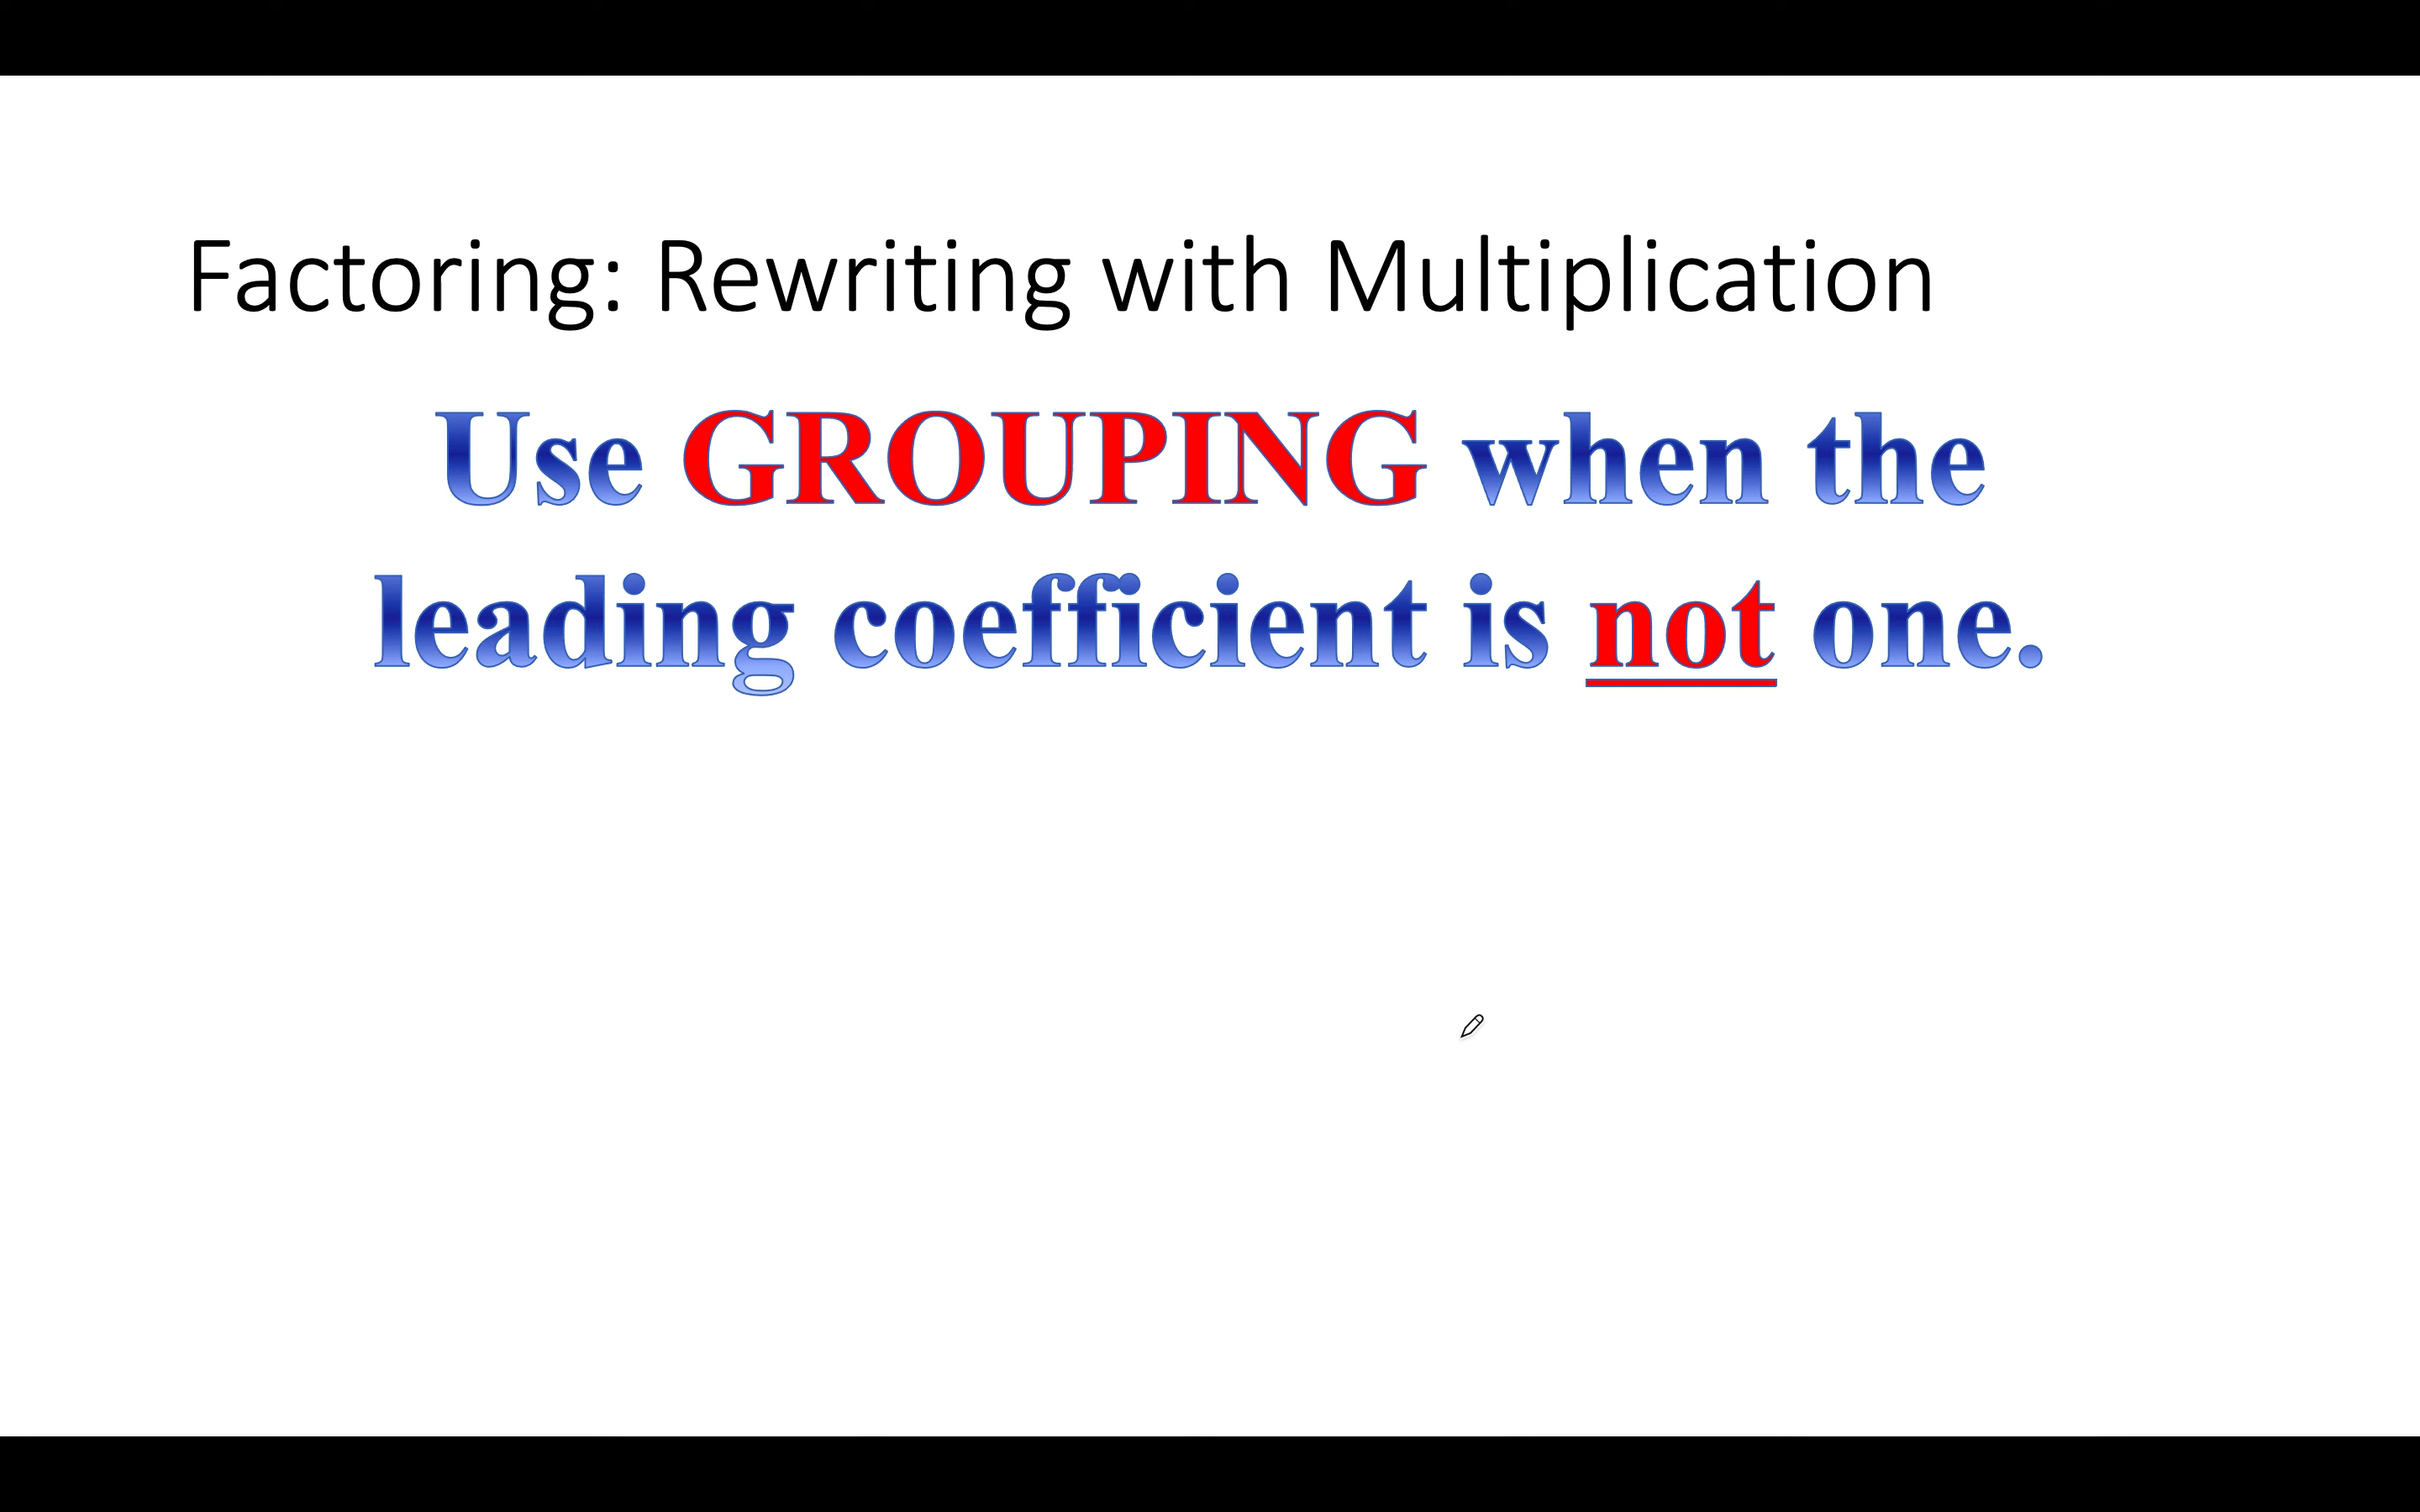 Factoring: Rewriting with Multiplication
Use GROUPING when the
leading coefficient is not one.